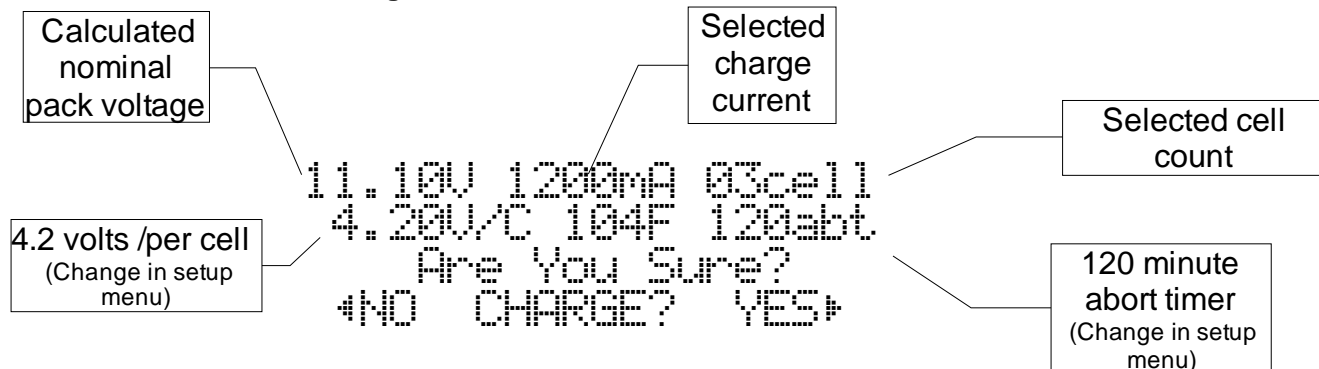 Calculated
nominal
pack voltage
Selected
charge
current
Selected cell
count
11.10V 1200mA 03cell
4.20V/C 104F 120abt
Are You Sure?
NO CHARGE? YES
4.2 volts /per cell
(Change in setup
menu)
120 minute
abort timer
(Change in setup
menu)